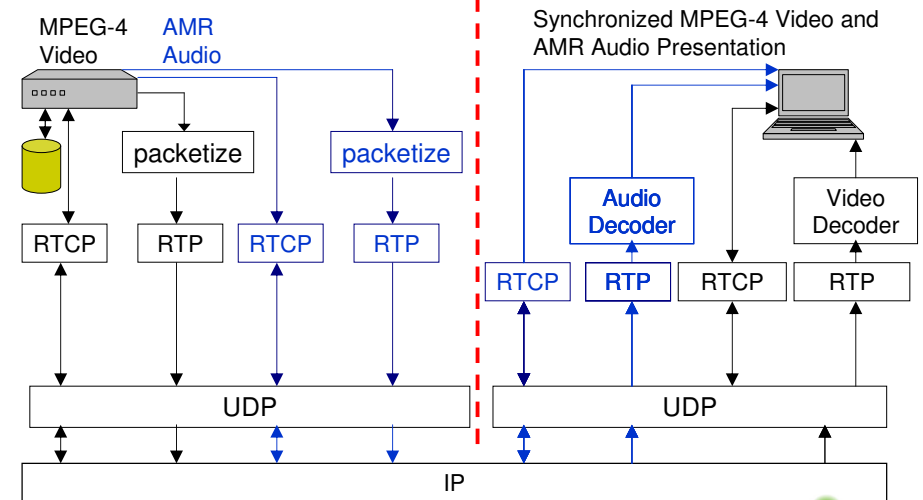 MPEG-4
Video
AMR
Audio
packetize
packetize
RTCP
RTP
RTCP
RTP
UDP
Synchronized MPEG-4 Video and
AMR Audio Presentation
Audio
Decoder
Video
Decoder
RTCP
RTP
RTCP
RTP
UDP
IP